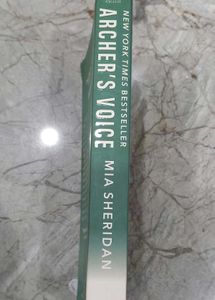 NEW YORK TIMES BESTSELLER
ARCHER'S VOICE
MIA SHERIDAN